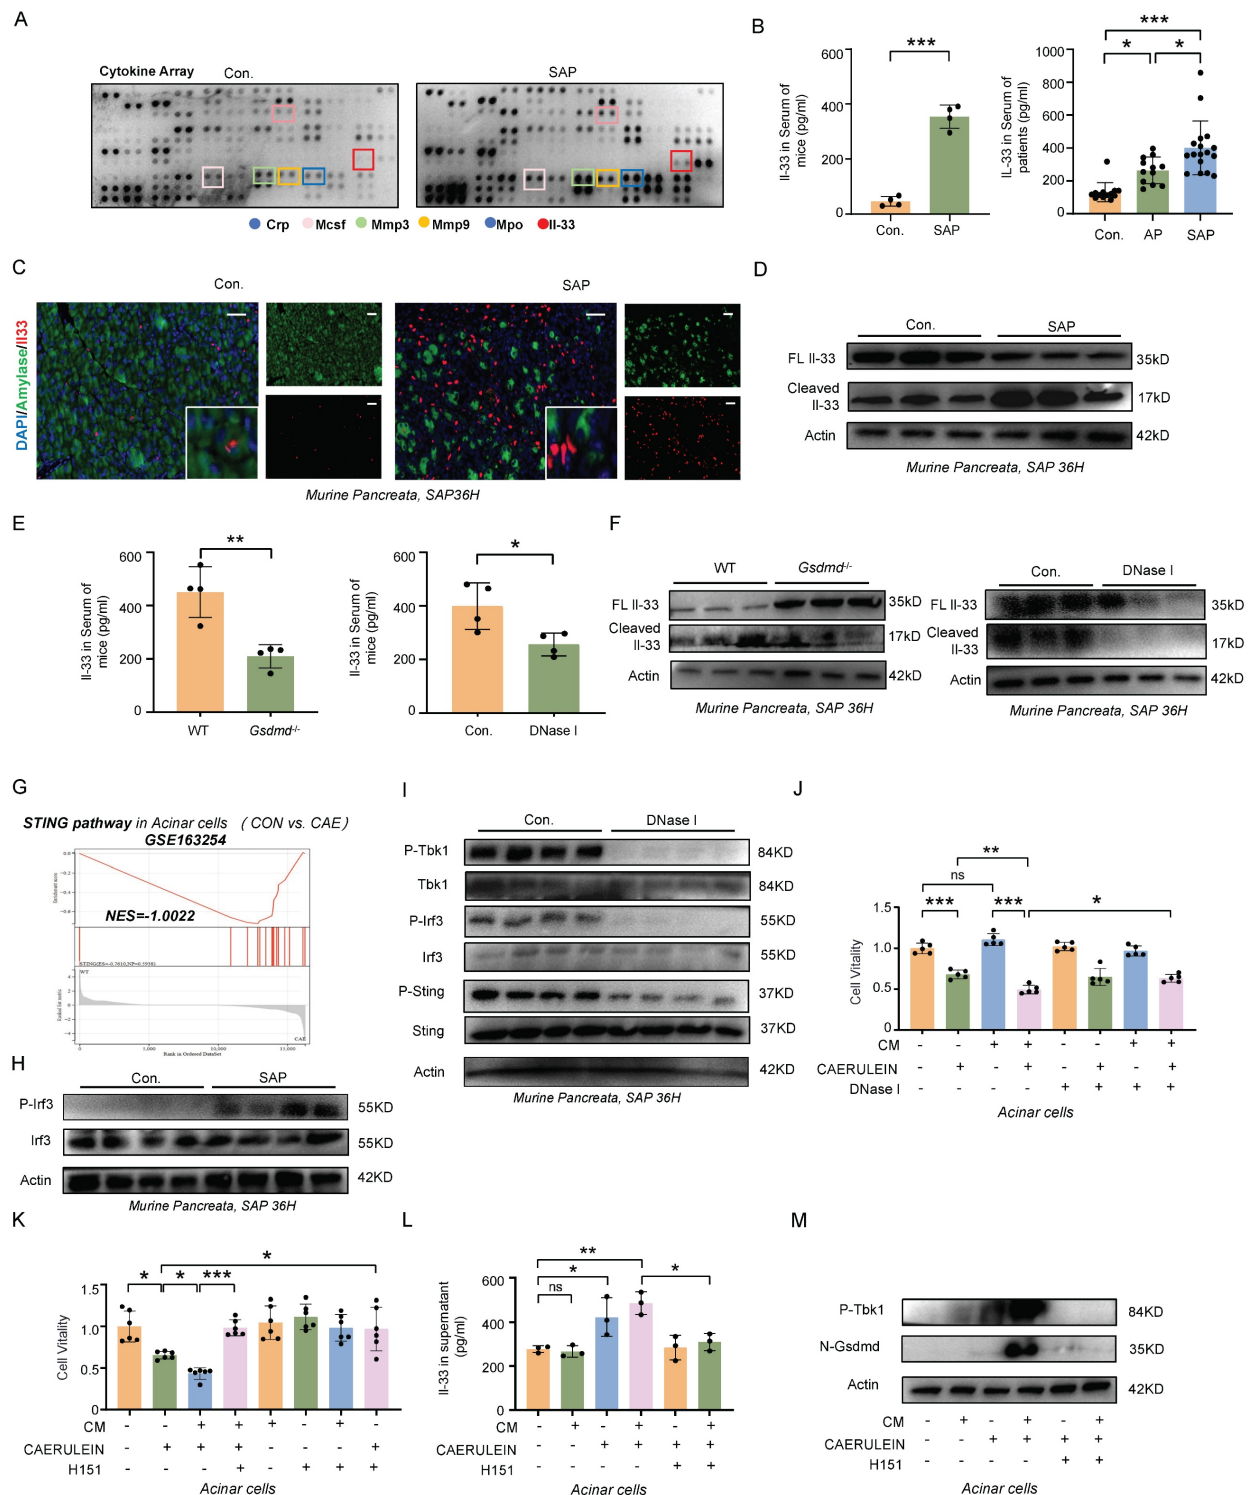 A
Cytokine Array
Con.
SAP
Crp
Mcsf
Mmp3
Mmp9
Mpo
Il-33
B
Il-33 in Serum of
mice (pg/ml)
600
400
200
0
***
Con.
SAP
IL-33 in Serum of
patients (pg/ml)
1000
800
600
400
200
0
***
*
*
Con.
AP
SAP
C
Con.
SAP
DAPI/Amylase/Il33
Murine Pancreata, SAP36H
D
Con.
SAP
FL Il-33
35kD
Cleaved
Il-33
17kD
Actin
42kD
Murine Pancreata, SAP 36H
E
Il-33 in Serum of
mice (pg/ml)
600
400
200
0
**
WT
Gsdmd-/-
Il-33 in Serum of
mice (pg/ml)
600
400
200
0
*
Con.
DNase I
F
WT
Gsdmd-/-
FL Il-33
35kD
Cleaved
Il-33
17kD
Actin
42kD
Murine Pancreata, SAP 36H
Con.
DNase I
FL Il-33
35kD
Cleaved
Il-33
17kD
Actin
42kD
Murine Pancreata, SAP 36H
G
STING pathway in Acinar cells ( CON vs. CAE )
GSE163254
NES=-1.0022
WT
CAE
Rank in Ordered DataSet
H
Con.
SAP
P-Irf3
55KD
Irf3
55KD
Actin
42KD
Murine Pancreata, SAP 36H
I
Con.
DNase I
P-Tbk1
84KD
Tbk1
84KD
P-Irf3
55KD
Irf3
55KD
P-Sting
37KD
Sting
37KD
Actin
42KD
Murine Pancreata, SAP 36H
J
Cell Vitality
1.5
1.0
0.5
0
**
ns
***
***
*
CM - - + + - - + +
CAERULEIN - + - + - + - +
DNase I - - - - + + + +
Acinar cells
K
Cell Vitality
1.5
1.0
0.5
0
*
*
*
***
CM - - + + + - + -
CAERULEIN - + + + - - - +
H151 - - - + - + + +
Acinar cells
L
Il-33 in supernatant
(pg/ml)
600
400
200
0
**
*
ns
*
CM - + - + - +
CAERULEIN - - + + + +
H151 - - - - + +
Acinar cells
M
P-Tbk1
84KD
N-Gsdmd
35KD
Actin
42KD
CM - + - + - +
CAERULEIN - - + + + +
H151 - - - - + +
Acinar cells